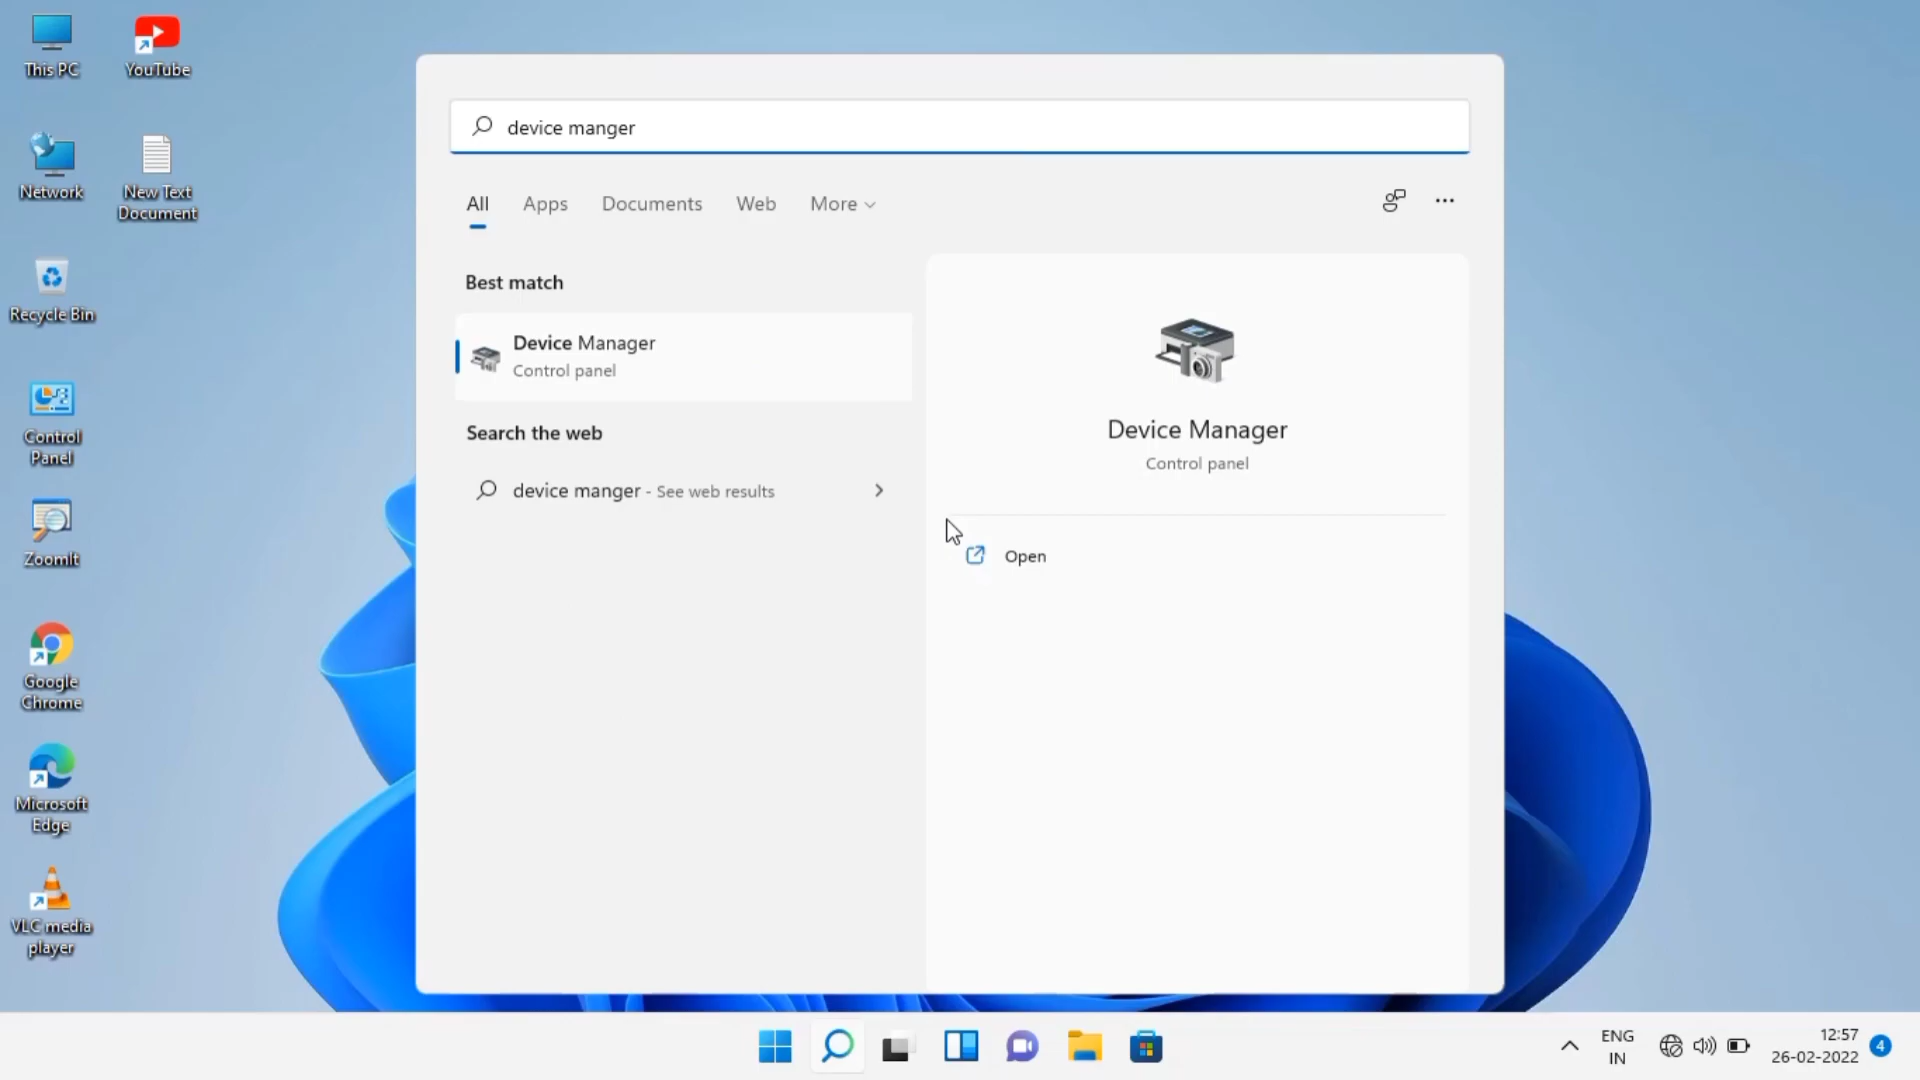 This PC
YouTube
Network
New Text
Document
Recycle Bin
Control
Panel
ZoomIt
Google
Chrome
Microsoft
Edge
VLC media
player
device manger
All
Apps
Documents
Web
More
Best match
Device Manager
Control panel
Search the web
device manger - See web results
Device Manager
Control panel
Open
ENG
IN
12:57
26-02-2022
4